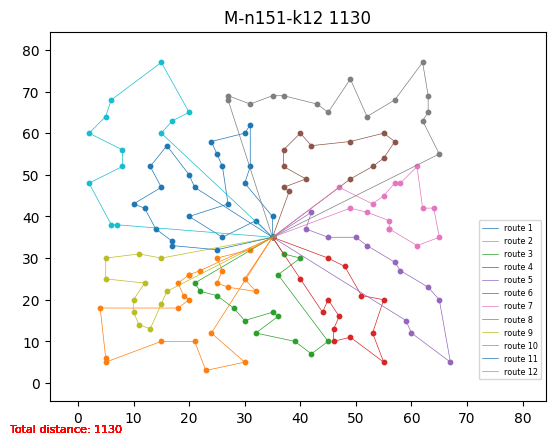 M-n151-k12 1130
80
70
60
50
40
30
20
10
0
0 10 20 30 40 50 60 70 80
route 1
route 2
route 3
route 4
route 5
route 6
route 7
route 8
route 9
route 10
route 11
route 12
Total distance: 1130